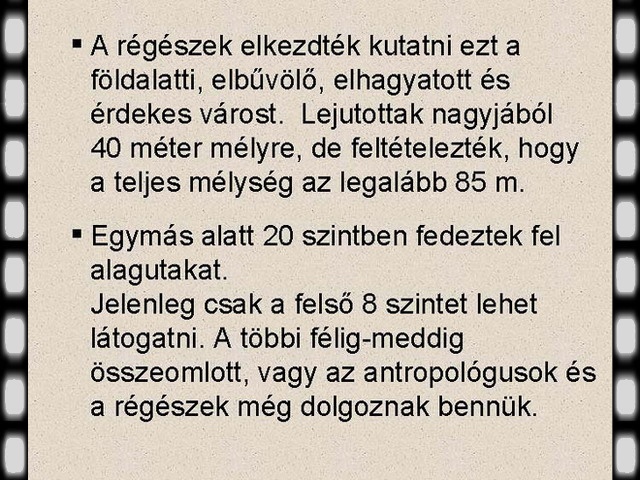 ▪ A régészek elkezdték kutatni ezt a
földalatti, elbűvölő, elhagyatott és
érdekes várost.  Lejutottak nagyjából
40 méter mélyre, de feltételezték, hogy
a teljes mélység az legalább 85 m.
▪ Egymás alatt 20 szintben fedeztek fel
alagutakat.
Jelenleg csak a felső 8 szintet lehet
látogatni. A többi félig-meddig
összeomlott, vagy az antropológusok és
a régészek még dolgoznak bennük.